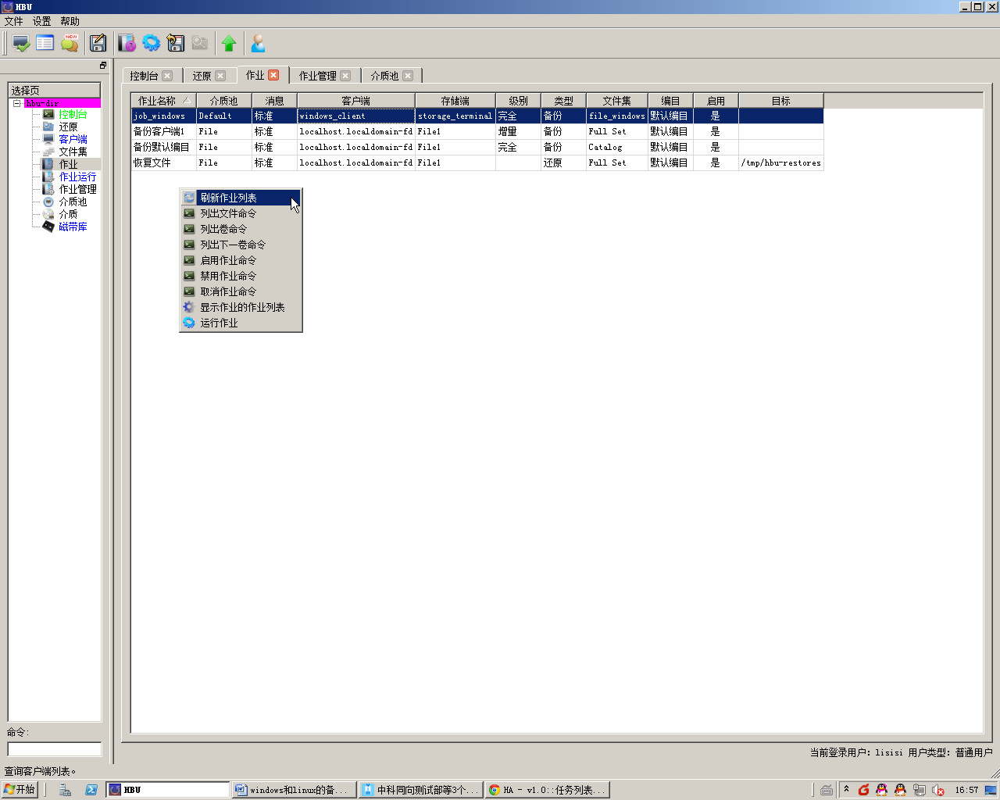 HBU
文件 设置 帮助
NEW
选择页
hbu-dir
控制台
还原
客户端
文件集
作业
作业运行
作业管理
介质池
介质
磁带库
命令:
查询客户端列表。
控制台 还原 作业 作业管理 介质池
作业名称 介质池 消息 客户端 存储端 级别 类型 文件集 编目 启用 目标
job_windows Default 标准 windows_client storage_terminal 完全 备份 file_windows 默认编目 是
备份客户端1 File 标准 localhost.localdomain-fd File1 增量 备份 Full Set 默认编目 是
备份默认编目 File 标准 localhost.localdomain-fd File1 完全 备份 Catalog 默认编目 是
恢复文件 File 标准 localhost.localdomain-fd File1 还原 Full Set 默认编目 是 /tmp/hbu-restores
刷新作业列表
列出文件命令
列出卷命令
列出下一卷命令
启用作业命令
禁用作业命令
取消作业命令
显示作业的作业列表
运行作业
当前登录用户: lisisi 用户类型: 普通用户
开始 HBU windows和linux的备... 中科同向测试部等3个... HA - v1.0::任务列表... 16:57